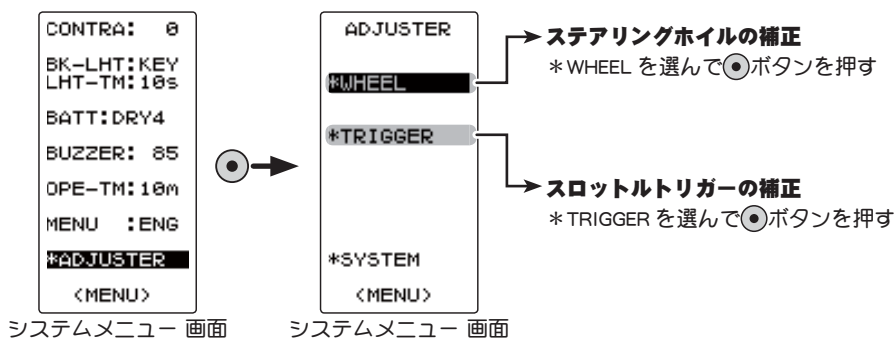 CONTRA: 0
BK-LHT:KEY
LHT-TM:10s
BATT:DRY4
BUZZER: 85
OPE-TM:10m
MENU :ENG
*ADJUSTER
<MENU>
システムメニュー 画面
ADJUSTER
*WHEEL
*TRIGGER
*SYSTEM
<MENU>
システムメニュー 画面
ステアリングホイルの補正
＊WHEEL を選んでボタンを押す
スロットルトリガーの補正
＊TRIGGER を選んでボタンを押す